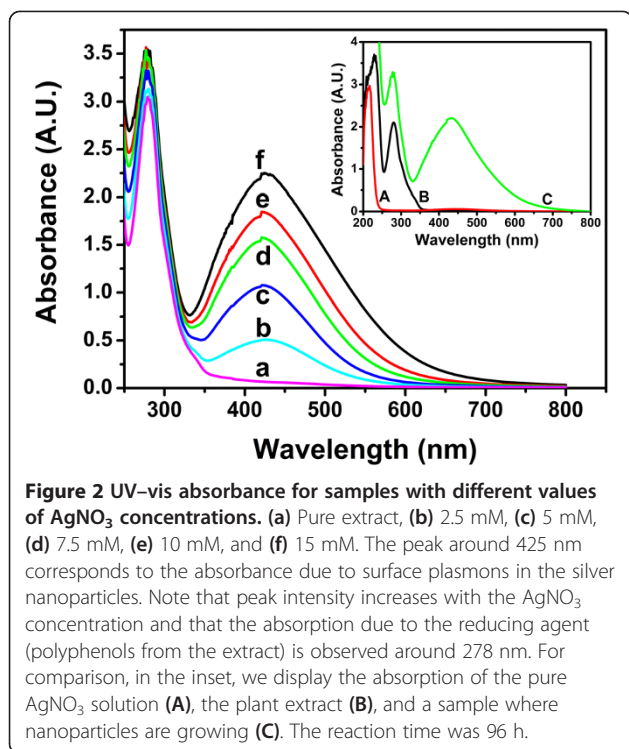 3.5
3.0
2.5
2.0
1.5
1.0
0.5
0.0
Absorbance (A.U.)
300 400 500 600 700 800
Wavelength (nm)
f
e
d
c
b
a
4
3
2
1
0
Absorbance (A.U.)
A B C
200 300 400 500 600 700 800
Wavelength (nm)
Figure 2 UV–vis absorbance for samples with different values
of AgNO₃ concentrations. (a) Pure extract, (b) 2.5 mM, (c) 5 mM,
(d) 7.5 mM, (e) 10 mM, and (f) 15 mM. The peak around 425 nm
corresponds to the absorbance due to surface plasmons in the silver
nanoparticles. Note that peak intensity increases with the AgNO₃
concentration and that the absorption due to the reducing agent
(polyphenols from the extract) is observed around 278 nm. For
comparison, in the inset, we display the absorption of the pure
AgNO₃ solution (A), the plant extract (B), and a sample where
nanoparticles are growing (C). The reaction time was 96 h.